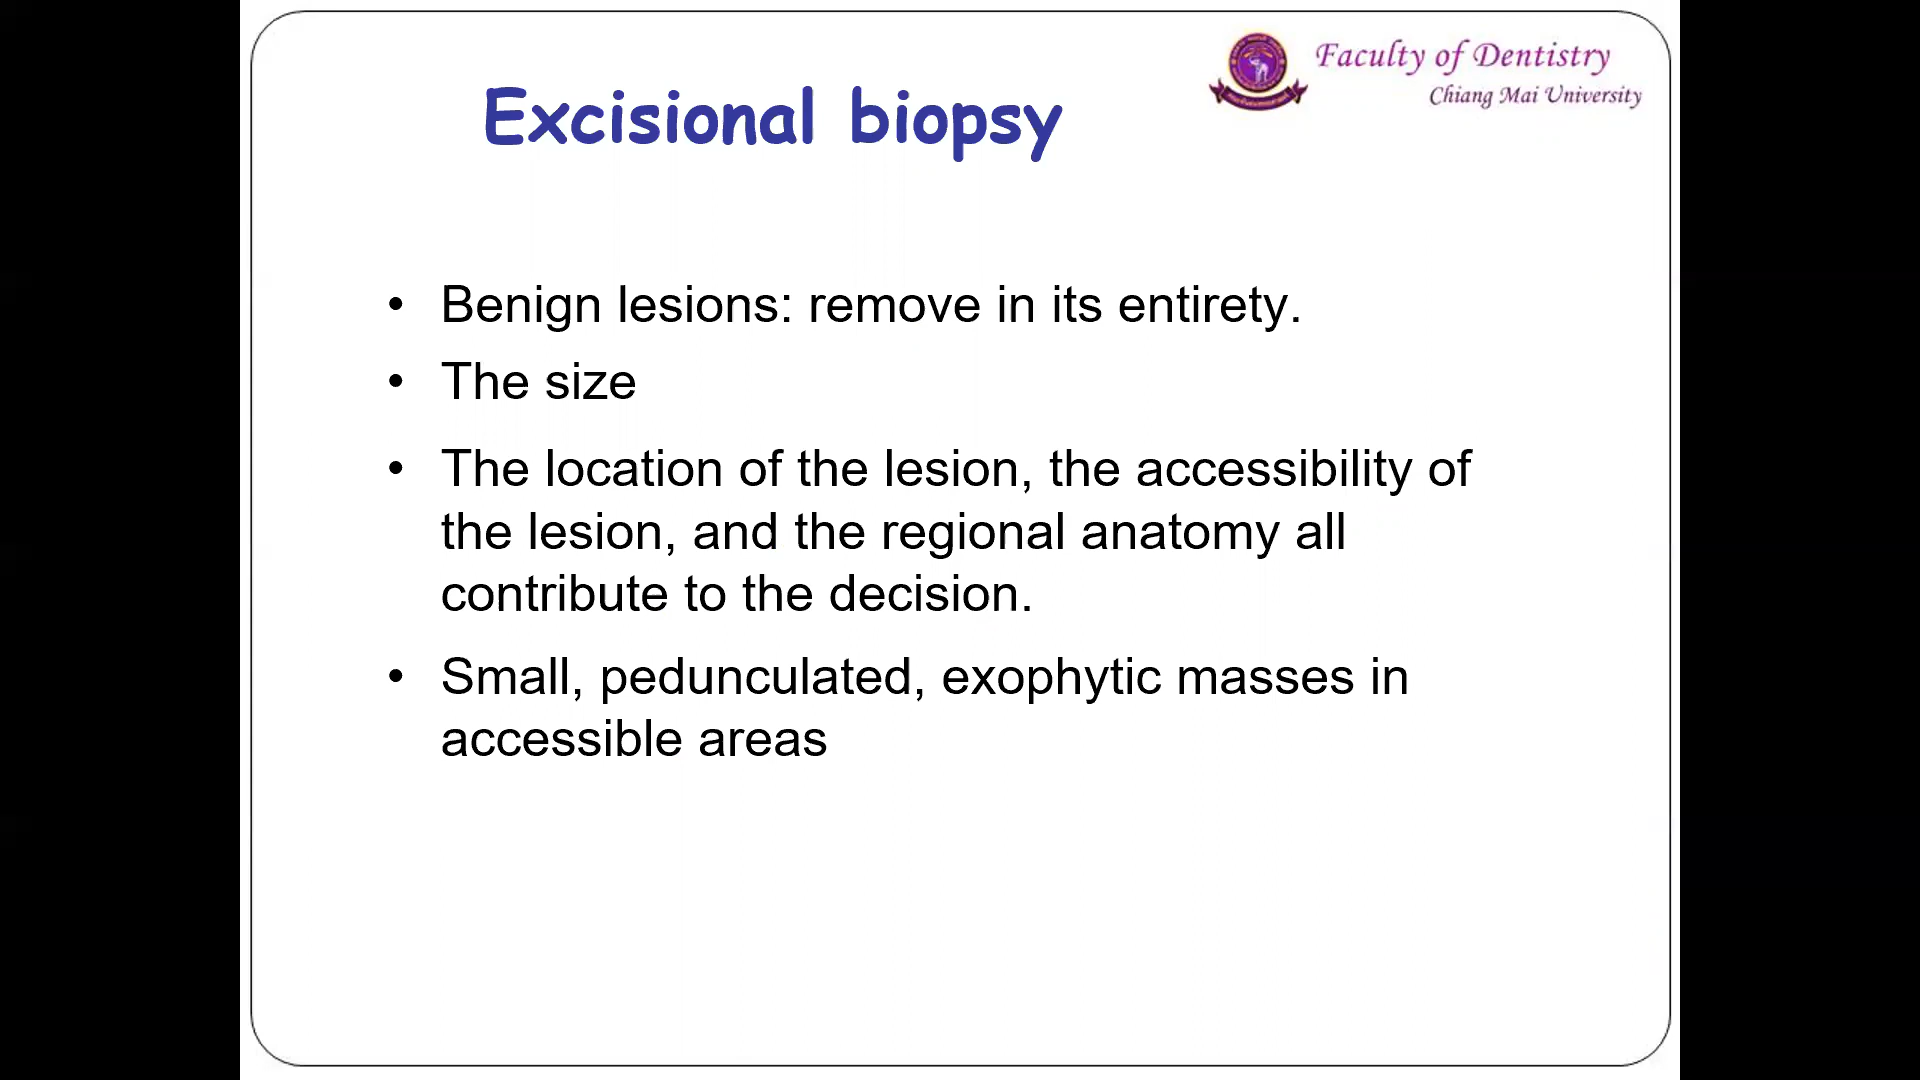 Faculty of Dentistry
Chiang Mai University
Excisional biopsy
• Benign lesions: remove in its entirety.
• The size
• The location of the lesion, the accessibility of
the lesion, and the regional anatomy all
contribute to the decision.
• Small, pedunculated, exophytic masses in
accessible areas